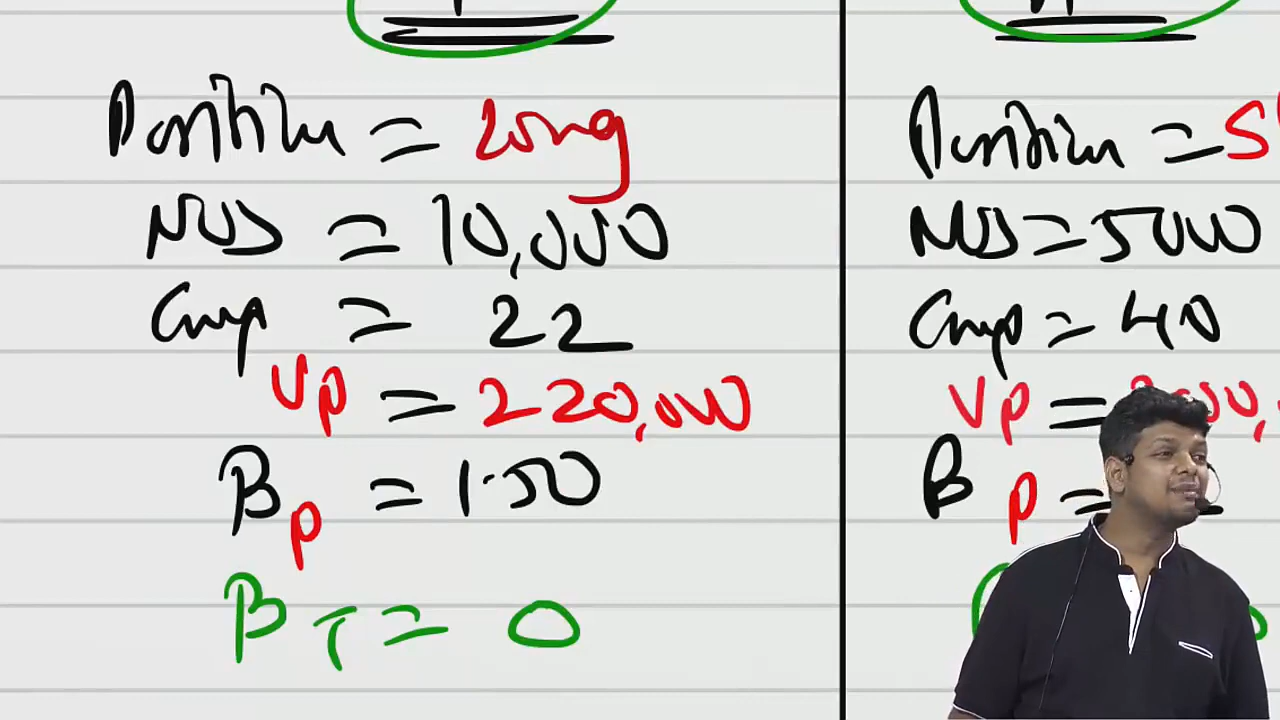 Position = Long
NOS = 10,000
Cmp = 22
VP = 220,000
BP = 1.50
BT = 0
Position = S
NOS = 5000
Cmp = 40
VP =
BP =